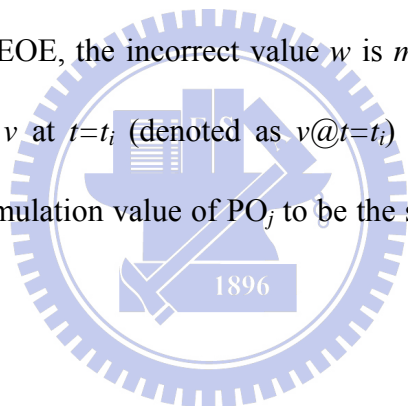 EOE, the incorrect value w is m
v at t=tᵢ (denoted as v@t=tᵢ)
E S
mulation value of POⱼ to be the s
1896